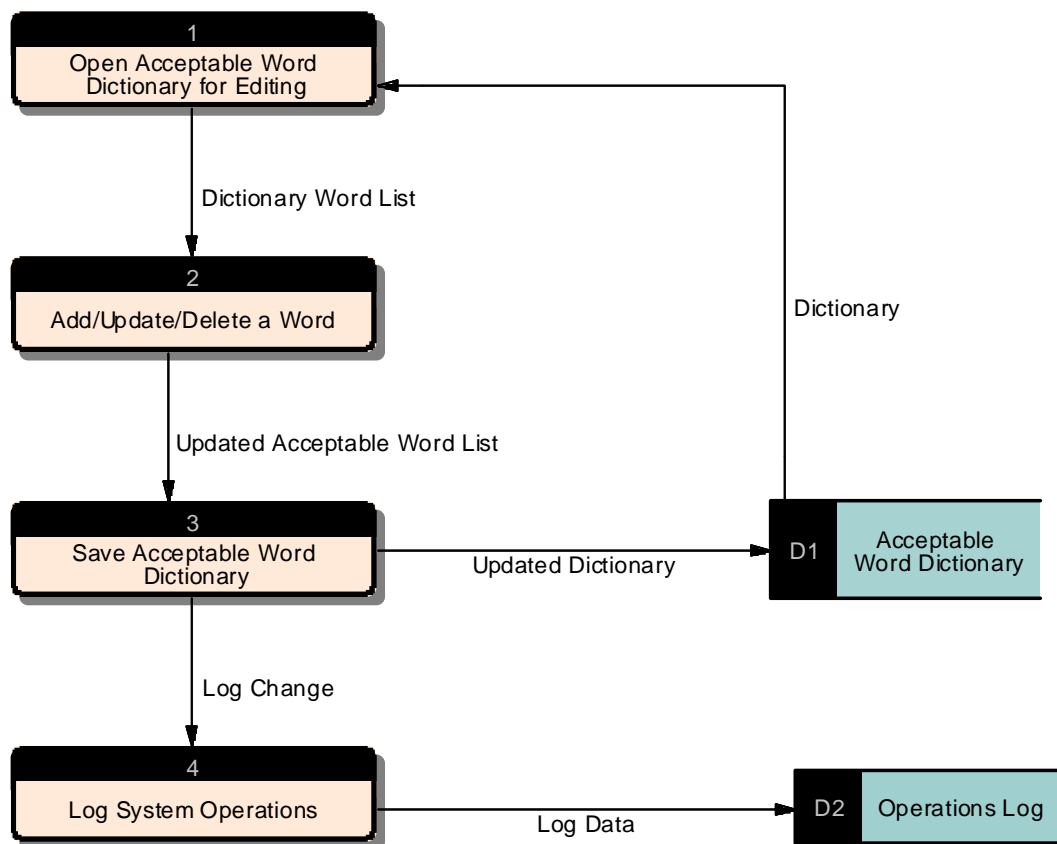 1
Open Acceptable Word
Dictionary for Editing
Dictionary Word List
2
Add/Update/Delete a Word
Dictionary
Updated Acceptable Word List
3
Save Acceptable Word
Dictionary
Updated Dictionary
D1
Acceptable
Word Dictionary
Log Change
4
Log System Operations
Log Data
D2
Operations Log